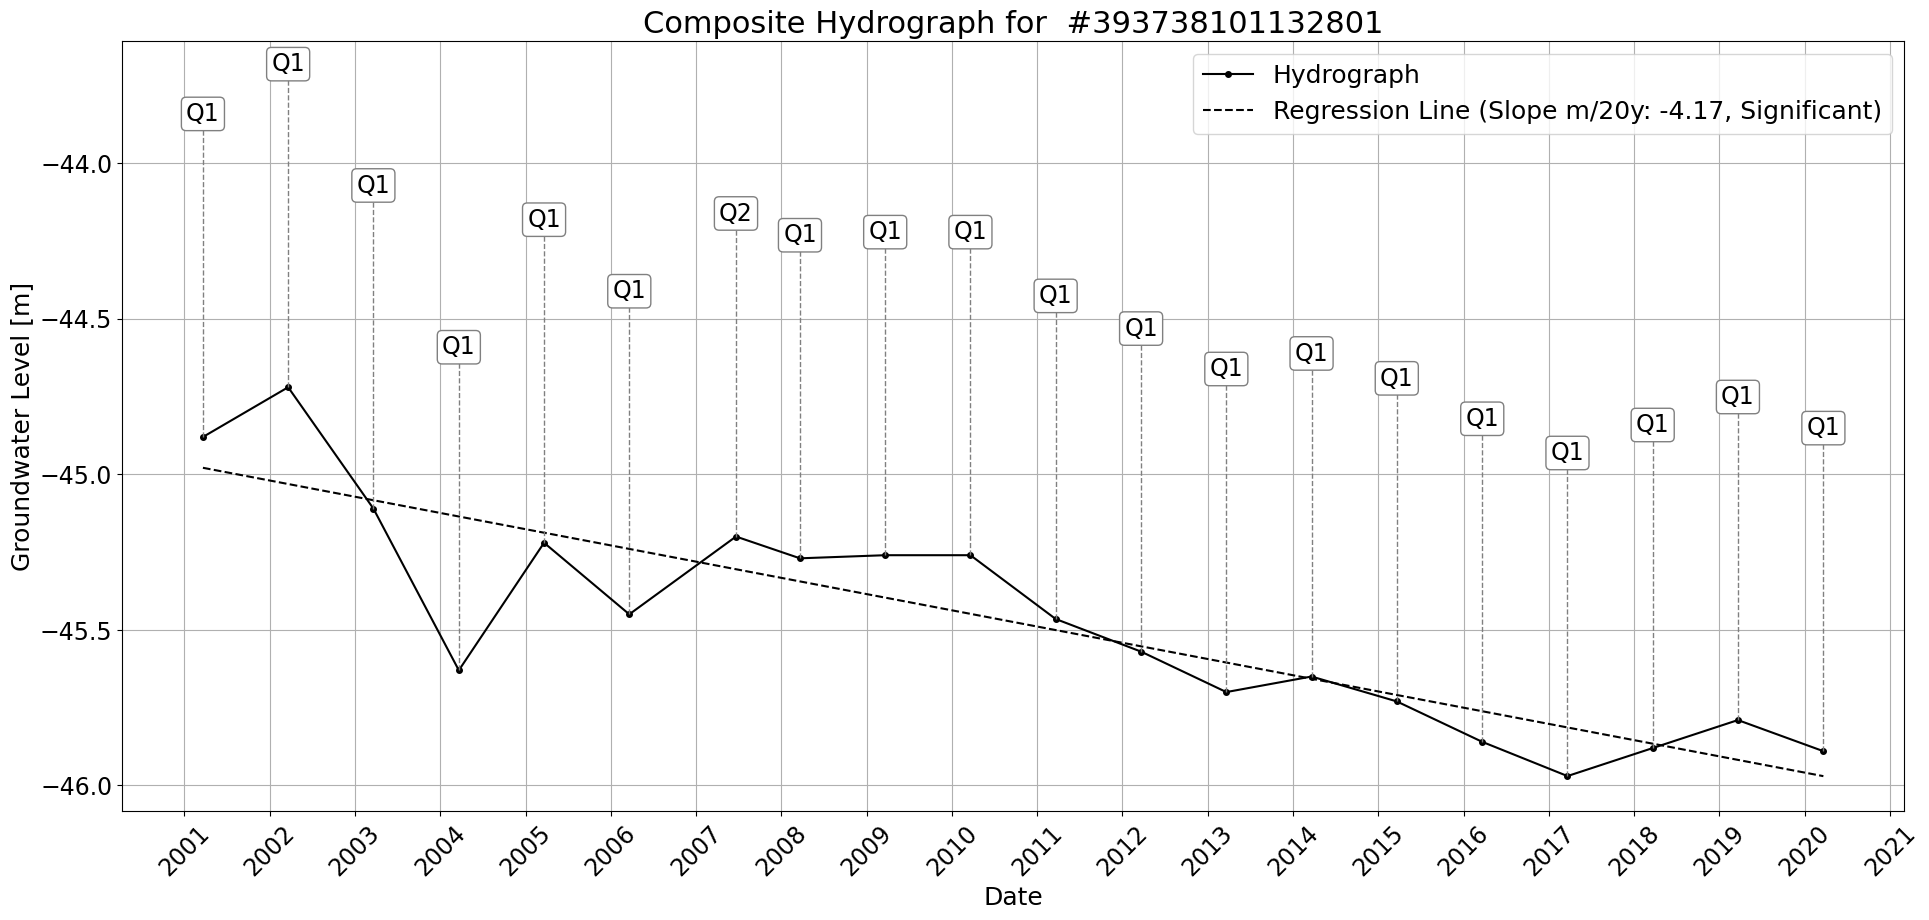 Composite Hydrograph for  #393738101132801
Hydrograph
Regression Line (Slope m/20y: -4.17, Significant)
Q1
Q1
Q1
Q1
Q1
Q1
Q2
Q1
Q1
Q1
Q1
Q1
Q1
Q1
Q1
Q1
Q1
Q1
Q1
Q1
Groundwater Level [m]
−44.0
−44.5
−45.0
−45.5
−46.0
2001
2002
2003
2004
2005
2006
2007
2008
2009
2010
2011
2012
2013
2014
2015
2016
2017
2018
2019
2020
2021
Date